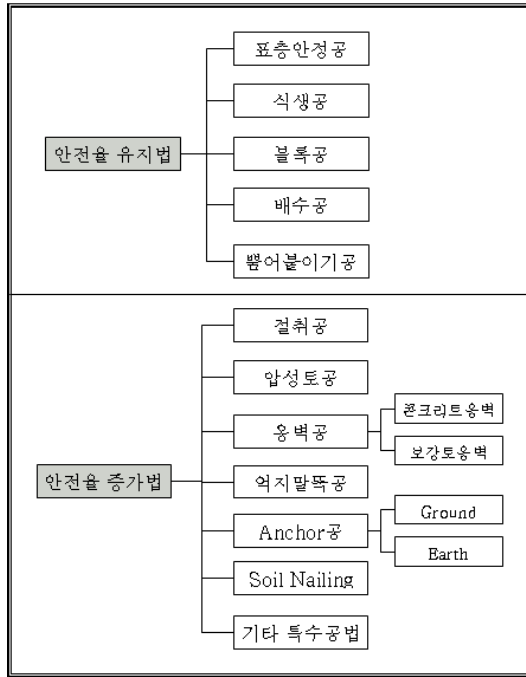 표층안정공
식생공
안전율 유지법
블록공
배수공
뿜어붙이기공
절취공
압성토공
옹벽공
콘크리트옹벽
보강토옹벽
안전율 증가법
억지말뚝공
Anchor공
Ground
Earth
Soil Nailing
기타 특수공법